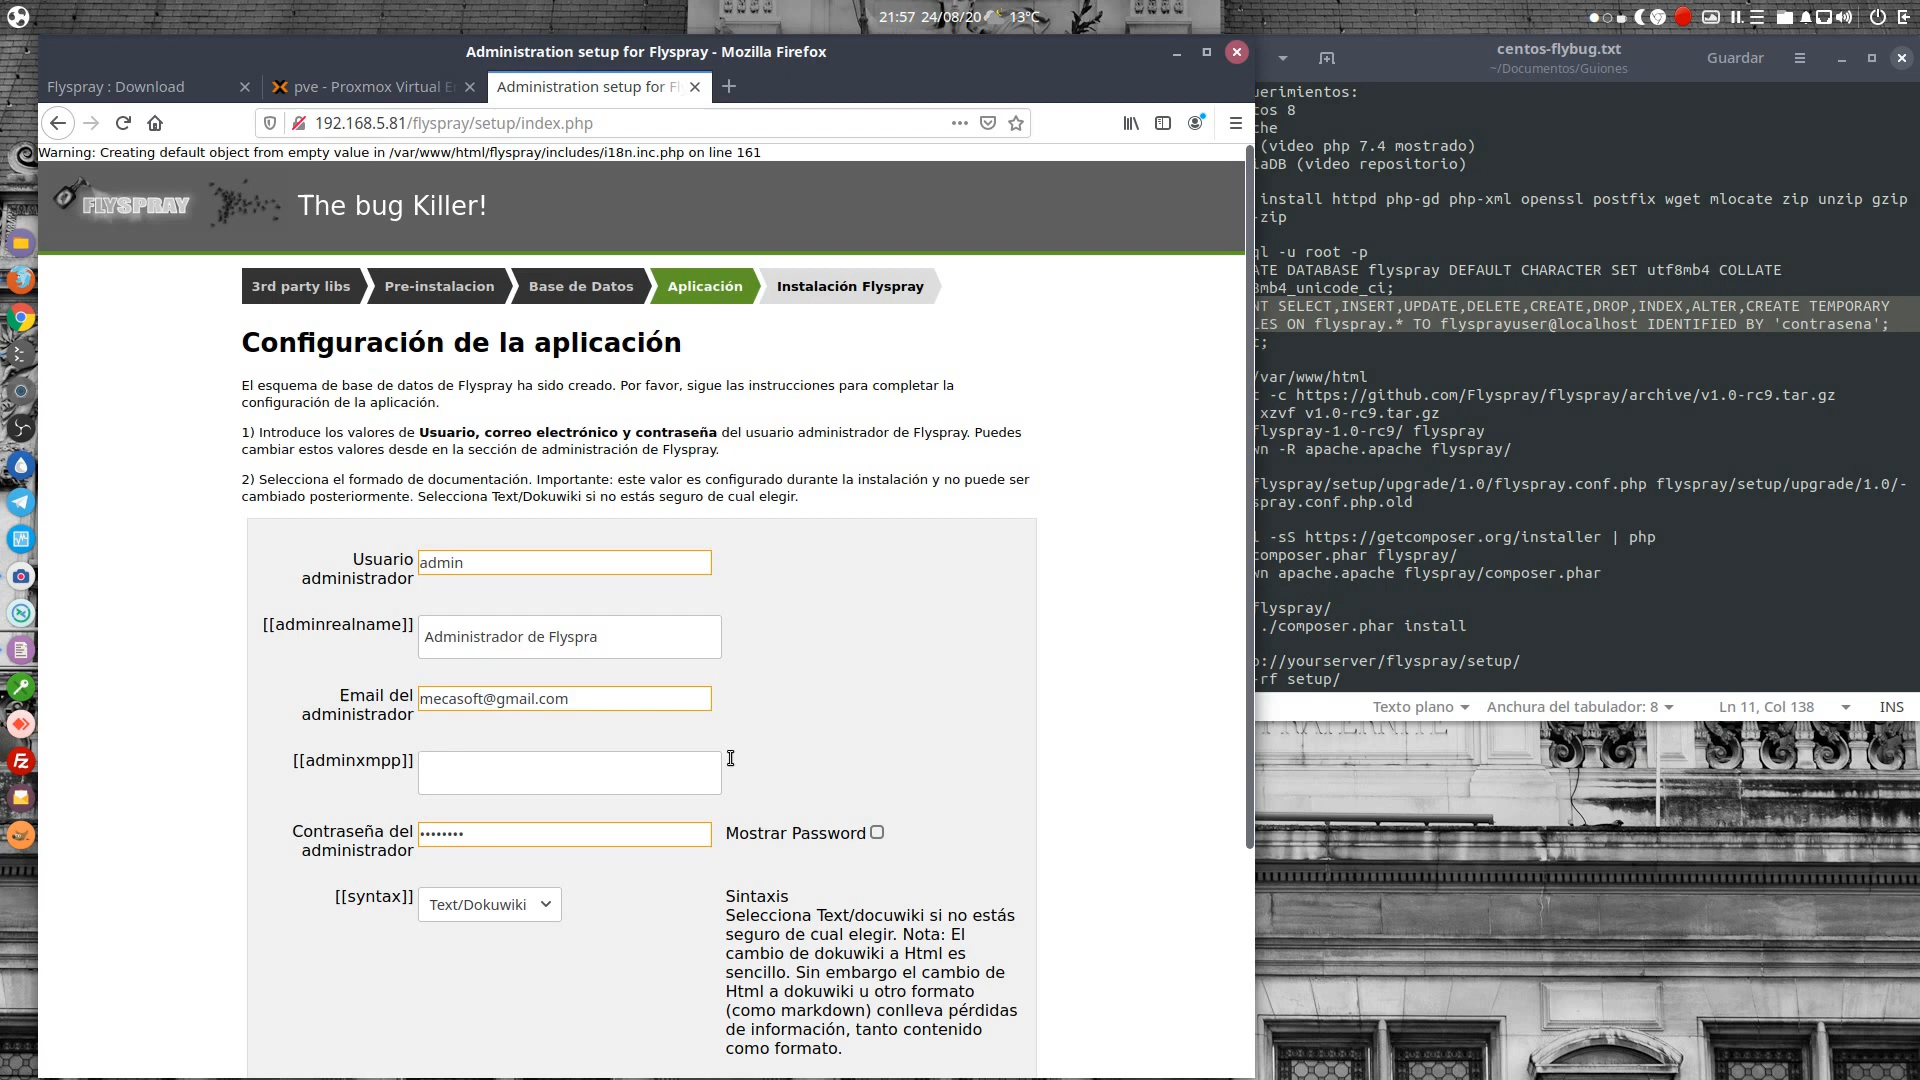 21:57 24/08/20 13°C
Administration setup for Flyspray - Mozilla Firefox
Flyspray : Download
pve - Proxmox Virtual E
Administration setup for Fl
192.168.5.81/flyspray/setup/index.php
Warning: Creating default object from empty value in /var/www/html/flyspray/includes/i18n.inc.php on line 161
FLYSPRAY
The bug Killer!
3rd party libs
Pre-instalacion
Base de Datos
Aplicación
Instalación Flyspray
Configuración de la aplicación
El esquema de base de datos de Flyspray ha sido creado. Por favor, sigue las instrucciones para completar la
configuración de la aplicación.
1) Introduce los valores de Usuario, correo electrónico y contraseña del usuario administrador de Flyspray. Puedes
cambiar estos valores desde en la sección de administración de Flyspray.
2) Selecciona el formado de documentación. Importante: este valor es configurado durante la instalación y no puede ser
cambiado posteriormente. Selecciona Text/Dokuwiki si no estás seguro de cual elegir.
Usuario
administrador
admin
[[adminrealname]]
Administrador de Flyspra
Email del
administrador
mecasoft@gmail.com
[[adminxmpp]]
Contraseña del
administrador
••••••••
Mostrar Password
[[syntax]]
Text/Dokuwiki
Sintaxis
Selecciona Text/docuwiki si no estás
seguro de cual elegir. Nota: El
cambio de dokuwiki a Html es
sencillo. Sin embargo el cambio de
Html a dokuwiki u otro formato
(como markdown) conlleva pérdidas
de información, tanto contenido
como formato.
centos-flybug.txt
~/Documentos/Guiones
Guardar
uerimientos:
tos 8
che
(video php 7.4 mostrado)
iaDB (video repositorio)
install httpd php-gd php-xml openssl postfix wget mlocate zip unzip gzip
-zip
ql -u root -p
ATE DATABASE flyspray DEFAULT CHARACTER SET utf8mb4 COLLATE
8mb4_unicode_ci;
NT SELECT,INSERT,UPDATE,DELETE,CREATE,DROP,INDEX,ALTER,CREATE TEMPORARY
LES ON flyspray.* TO flysprayuser@localhost IDENTIFIED BY 'contrasena';
t;
/var/www/html
t -c https://github.com/Flyspray/flyspray/archive/v1.0-rc9.tar.gz
xzvf v1.0-rc9.tar.gz
flyspray-1.0-rc9/ flyspray
wn -R apache.apache flyspray/
flyspray/setup/upgrade/1.0/flyspray.conf.php flyspray/setup/upgrade/1.0/-
spray.conf.php.old
l -sS https://getcomposer.org/installer | php
composer.phar flyspray/
wn apache.apache flyspray/composer.phar
flyspray/
./composer.phar install
p://yourserver/flyspray/setup/
-rf setup/
Texto plano
Anchura del tabulador: 8
Ln 11, Col 138
INS